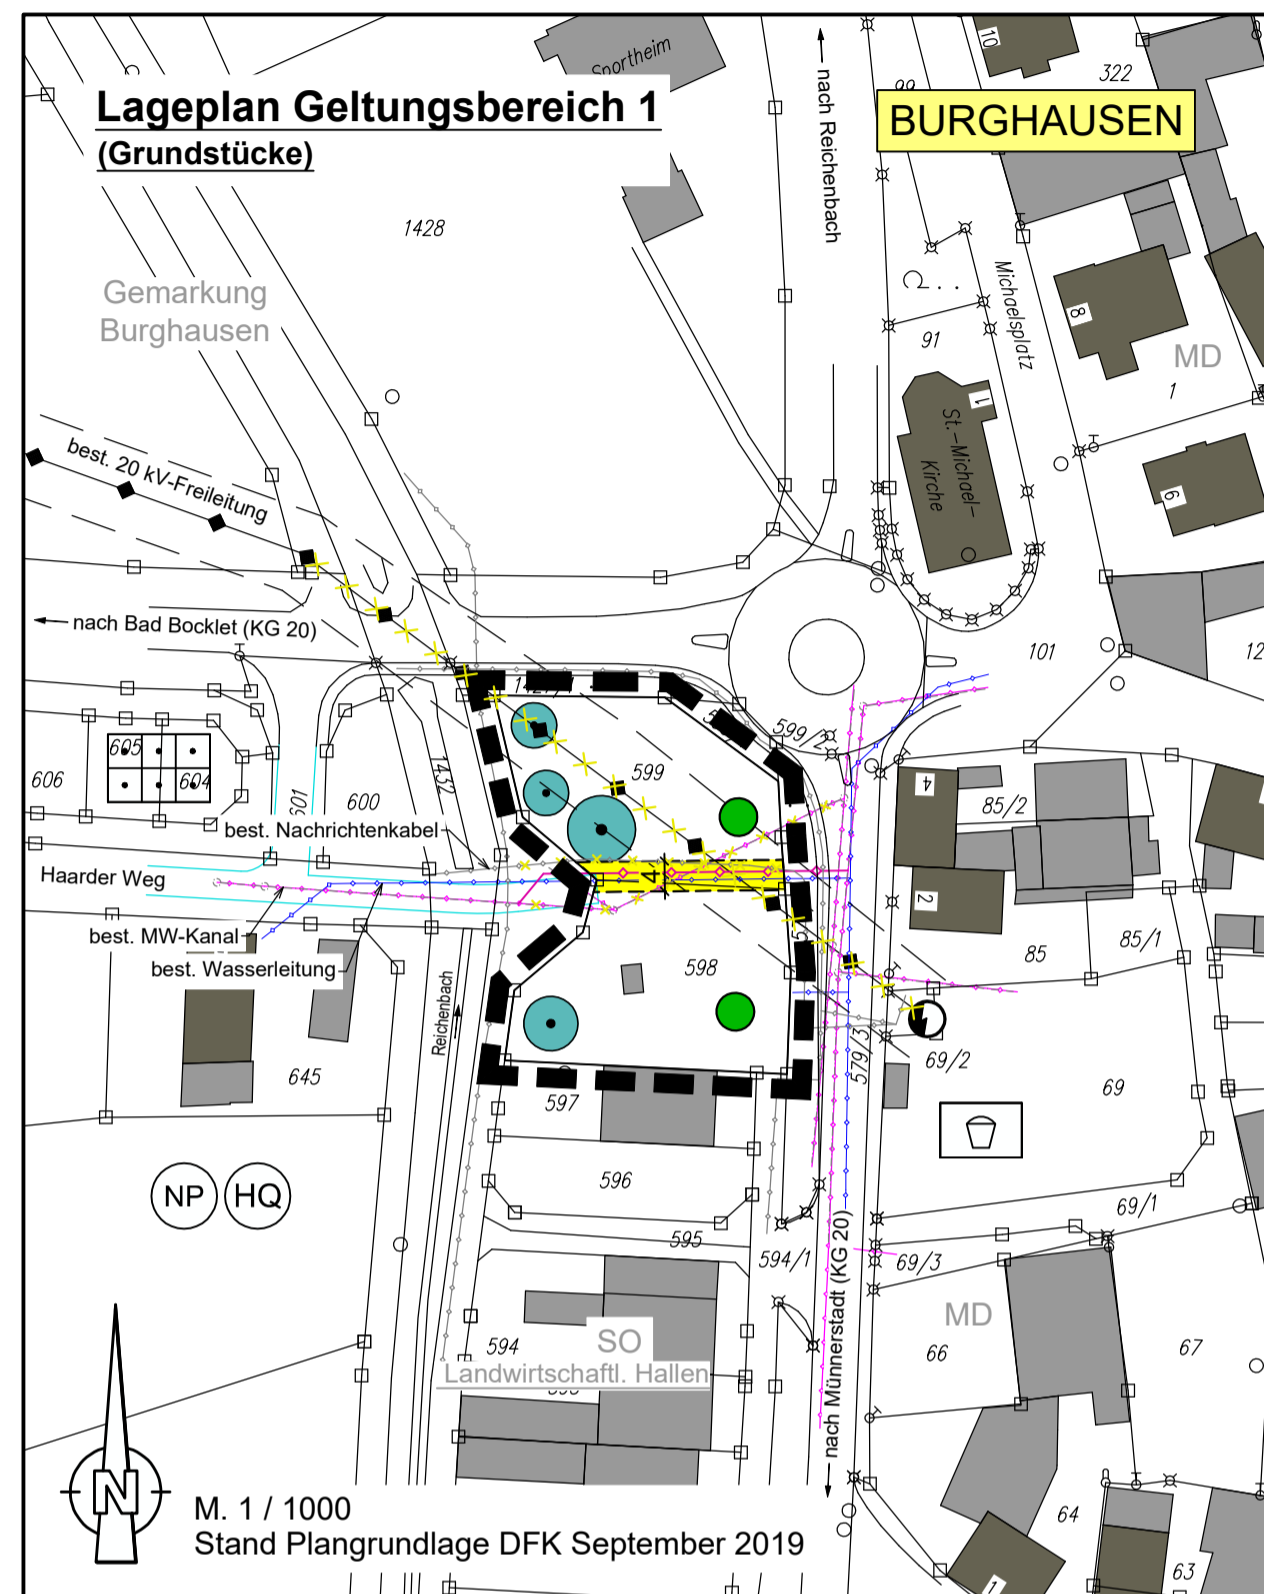 Sportheim
Lageplan Geltungsbereich 1
(Grundstücke)
BURGHAUSEN
10
322
99
nach Reichenbach
1428
Gemarkung
Burghausen
Michaelsplatz
91
8
MD
1
1
St.-Michael-
Kirche
6
best. 20 kV-Freileitung
nach Bad Bocklet (KG 20)
101
12
599/2
599
605
604
606
601
600
1432
4
85/2
best. Nachrichtenkabel
Haarder Weg
4
2
best. MW-Kanal
best. Wasserleitung
598
85
85/1
Reichenbach
579/3
69/2
645
69
597
NP
HQ
596
69/1
595
594/1
69/3
nach Münnerstadt (KG 20)
MD
594
SO
Landwirtschaftl. Hallen
66
67
N
M. 1 / 1000
Stand Plangrundlage DFK September 2019
64
63
1